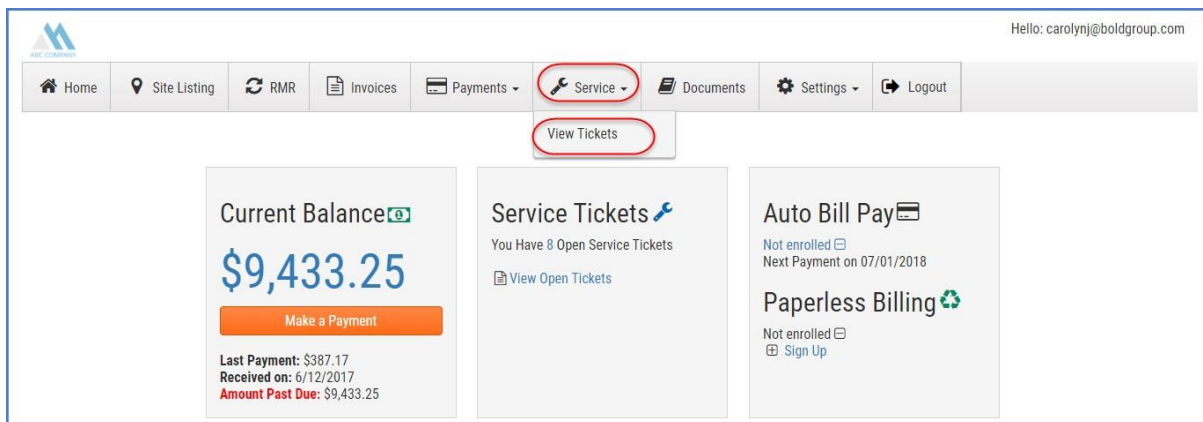 Hello: carolynj@boldgroup.com
ABC COMPANY
Home Site Listing RMR Invoices Payments Service Documents Settings Logout
View Tickets
Current Balance
$9,433.25
Make a Payment
Last Payment: $387.17
Received on: 6/12/2017
Amount Past Due: $9,433.25
Service Tickets
You Have 8 Open Service Tickets
View Open Tickets
Auto Bill Pay
Not enrolled
Next Payment on 07/01/2018
Paperless Billing
Not enrolled
Sign Up